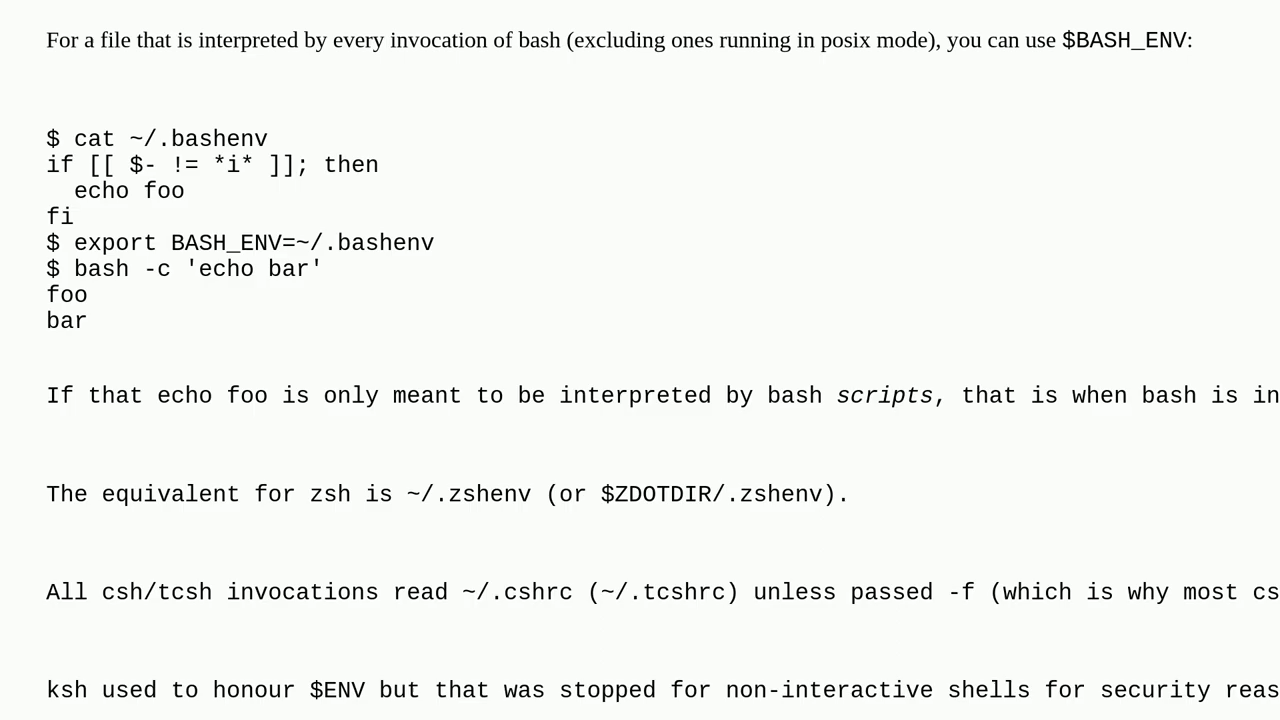 For a file that is interpreted by every invocation of bash (excluding ones running in posix mode), you can use $BASH_ENV:
$ cat ~/.bashenv
if [[ $- != *i* ]]; then
  echo foo
fi
$ export BASH_ENV=~/.bashenv
$ bash -c 'echo bar'
foo
bar
If that echo foo is only meant to be interpreted by bash scripts, that is when bash is in
The equivalent for zsh is ~/.zshenv (or $ZDOTDIR/.zshenv).
All csh/tcsh invocations read ~/.cshrc (~/.tcshrc) unless passed -f (which is why most cs
ksh used to honour $ENV but that was stopped for non-interactive shells for security reas